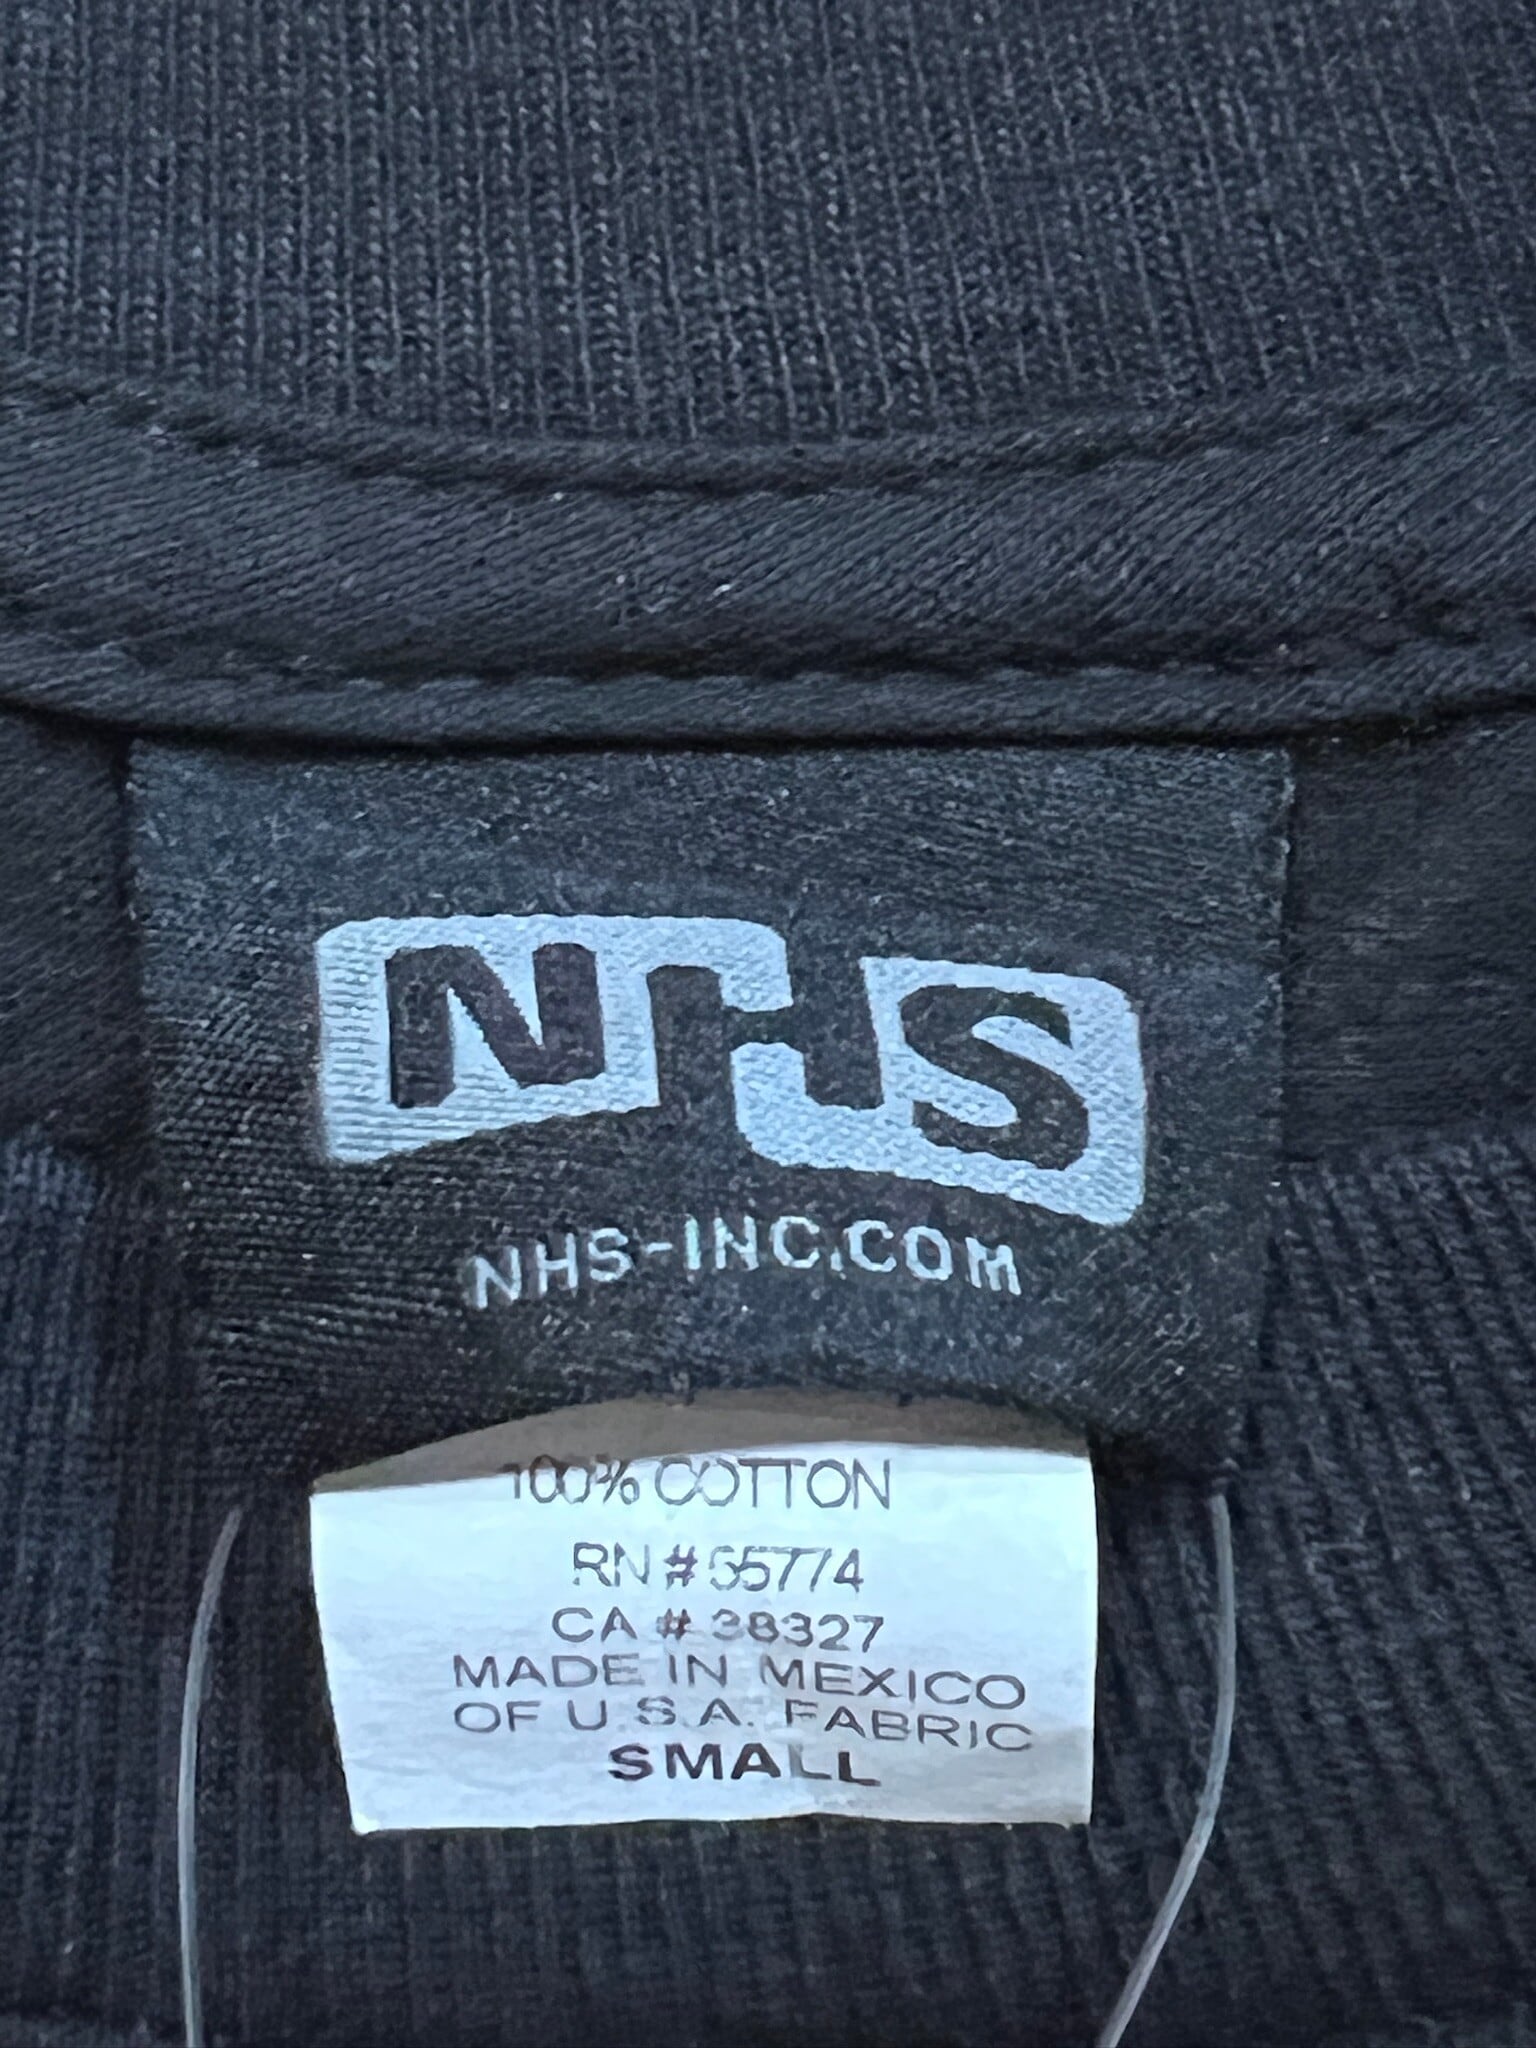 NHS
NHS-INC.COM
100% COTTON
RN # 55774
CA # 38327
MADE IN MEXICO
OF U.S.A. FABRIC
SMALL